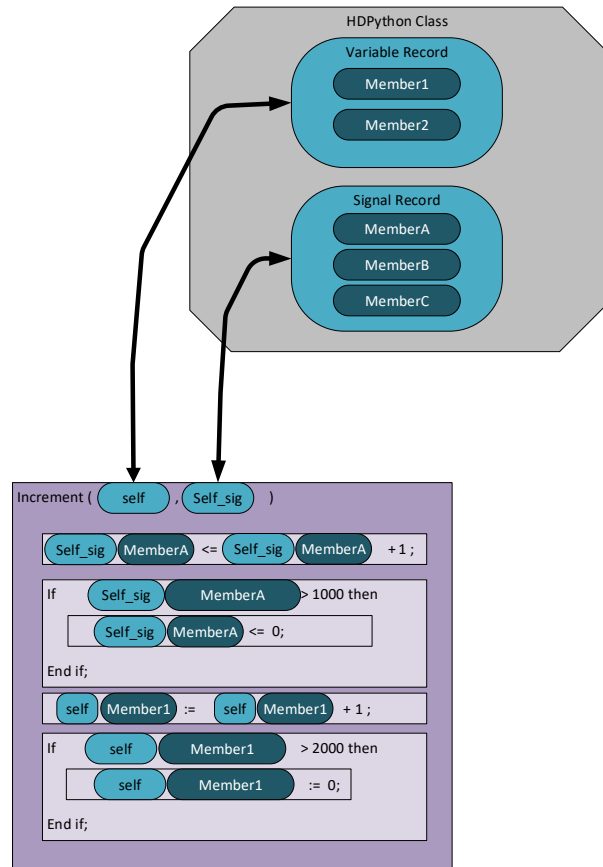 HDPython Class
Variable Record
Member1
Member2
Signal Record
MemberA
MemberB
MemberC
Increment ( self , Self_sig )
Self_sig MemberA <= Self_sig MemberA + 1 ;
If Self_sig MemberA > 1000 then
Self_sig MemberA <= 0;
End if;
self Member1 := self Member1 + 1 ;
If self Member1 > 2000 then
self Member1 := 0;
End if;